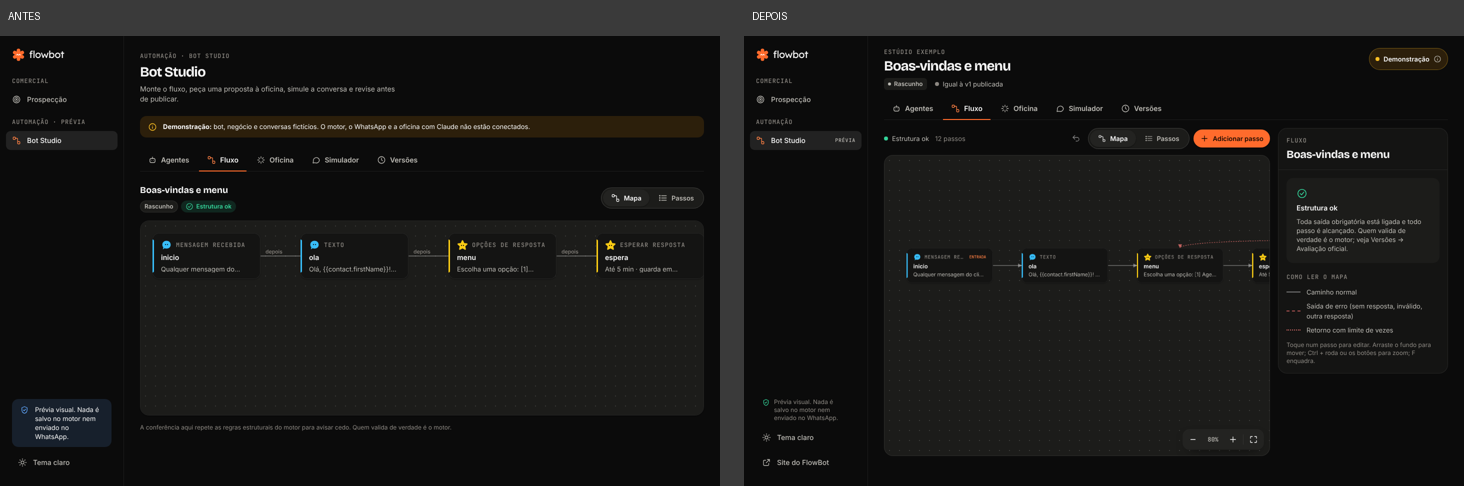 ANTES
flowbot
COMERCIAL
Prospecção
AUTOMAÇÃO · PRÉVIA
Bot Studio
Prévia visual. Nada é
salvo no motor nem
enviado no
WhatsApp.
Tema claro
AUTOMAÇÃO · BOT STUDIO
Bot Studio
Monte o fluxo, peça uma proposta à oficina, simule a conversa e revise antes
de publicar.
Demonstração: bot, negócio e conversas fictícios. O motor, o WhatsApp e a oficina com Claude não estão conectados.
Agentes Fluxo Oficina Simulador Versões
Boas-vindas e menu
Rascunho Estrutura ok
Mapa Passos
MENSAGEM RECEBIDA
inicio
Qualquer mensagem do...
depois
TEXTO
ola
Olá, {{contact.firstName}}!...
depois
OPÇÕES DE RESPOSTA
menu
Escolha uma opção: [1]...
depois
ESPERAR RESPOSTA
espera
Até 5 min · guarda em...
A conferência aqui repete as regras estruturais do motor para avisar cedo. Quem valida de verdade é o motor.
DEPOIS
flowbot
COMERCIAL
Prospecção
AUTOMAÇÃO
Bot Studio PRÉVIA
Prévia visual. Nada é
salvo no motor nem
enviado no WhatsApp.
Tema claro
Site do FlowBot
ESTÚDIO EXEMPLO
Boas-vindas e menu
Rascunho Igual à v1 publicada
Demonstração
Agentes Fluxo Oficina Simulador Versões
Estrutura ok 12 passos
Mapa Passos
Adicionar passo
MENSAGEM RE... ENTRADA
inicio
Qualquer mensagem do cli...
TEXTO
ola
Olá, {{contact.firstName}}! ...
OPÇÕES DE RESPOSTA
menu
Escolha uma opção: [1] Age...
espe
Até
80%
FLUXO
Boas-vindas e menu
Estrutura ok
Toda saída obrigatória está ligada e todo
passo é alcançado. Quem valida de
verdade é o motor; veja Versões →
Avaliação oficial.
COMO LER O MAPA
Caminho normal
Saída de erro (sem resposta, inválido,
outra resposta)
Retorno com limite de vezes
Toque num passo para editar. Arraste o fundo para
mover; Ctrl + roda ou os botões para zoom; F
enquadra.